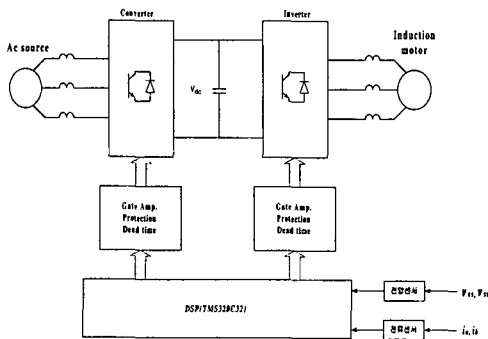 Converter
Inverter
Ac source
Induction
motor
Vdc
Gate Amp.
Protection
Dead time
Gate Amp.
Protection
Dead time
DSP(TMS320C32)
전압센서
전류센서
ia, ib